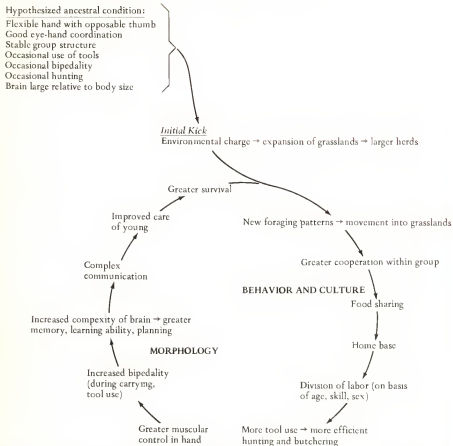 Hypothesized ancestral condition:
Flexible hand with opposable thumb
Good eye-hand coordination
Stable group structure
Occasional use of tools
Occasional bipedality
Occasional hunting
Brain large relative to body size
Initial Kick
Environmental charge → expansion of grasslands → larger herds
Greater survival
Improved care
of young
New foraging patterns → movement into grasslands
Complex
communication
Greater cooperation within group
BEHAVIOR AND CULTURE
Food sharing
Increased compexity of brain → greater
memory, learning ability, planning
Home base
MORPHOLOGY
Increased bipedality
(during carrying,
tool use)
Division of labor (on basis
of age, skill, sex)
Greater muscular
control in hand
More tool use → more efficient
hunting and butchering